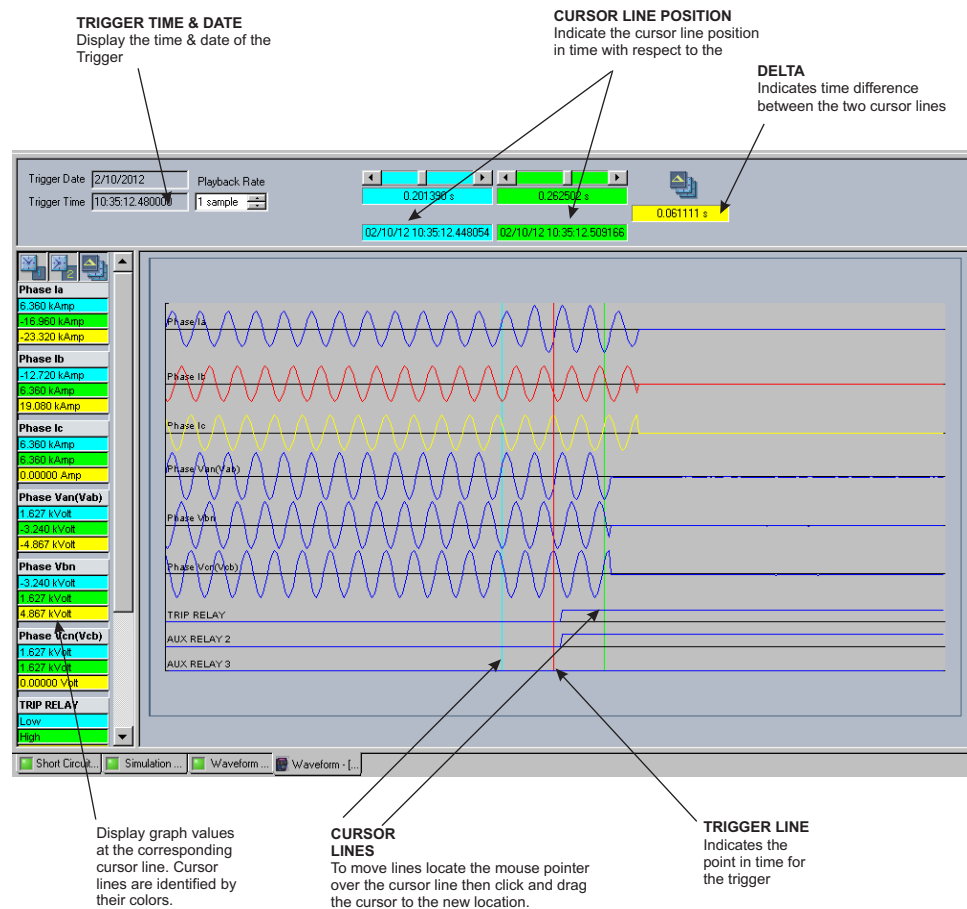 TRIGGER TIME & DATE
Display the time & date of the
Trigger
CURSOR LINE POSITION
Indicate the cursor line position
in time with respect to the
DELTA
Indicates time difference
between the two cursor lines
Trigger Date 2/10/2012
Trigger Time 10:35:12.480000
Playback Rate
1 sample
0.201390 s
0.262502 s
0.061111 s
02/10/12 10:35:12.448054
02/10/12 10:35:12.509166
2
Phase Ia
6.360 kAmp
-16.960 kAmp
-23.320 kAmp
Phase Ib
-12.720 kAmp
6.360 kAmp
19.080 kAmp
Phase Ic
6.360 kAmp
6.360 kAmp
0.00000 Amp
Phase Van(Vab)
1.627 kVolt
-3.240 kVolt
-4.867 kVolt
Phase Vbn
-3.240 kVolt
1.627 kVolt
4.867 kVolt
Phase Vcn(Vcb)
1.627 kVolt
1.627 kVolt
0.00000 Volt
TRIP RELAY
Low
High
Phase Ia
Phase Ib
Phase Ic
Phase Van(Vab)
Phase Vbn
Phase Vcn(Vcb)
TRIP RELAY
AUX RELAY 2
AUX RELAY 3
Short Circuit...
Simulation ...
Waveform ...
Waveform - [...
Display graph values
at the corresponding
cursor line. Cursor
lines are identified by
their colors.
CURSOR
LINES
To move lines locate the mouse pointer
over the cursor line then click and drag
the cursor to the new location.
TRIGGER LINE
Indicates the
point in time for
the trigger